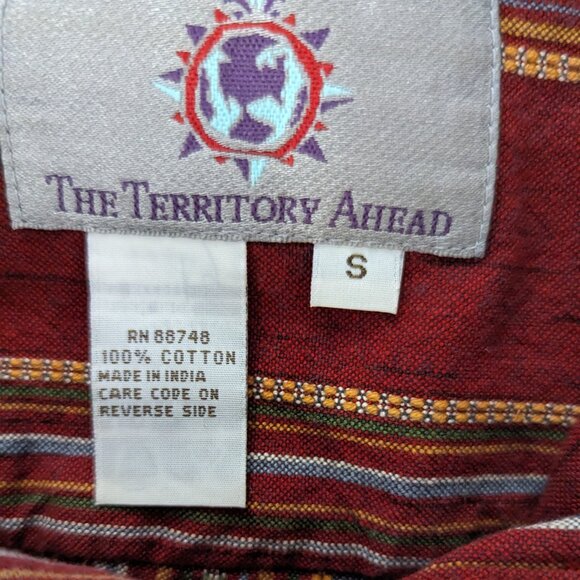 THE TERRITORY AHEAD
S
RN 88748
100% COTTON
MADE IN INDIA
CARE CODE ON
REVERSE SIDE